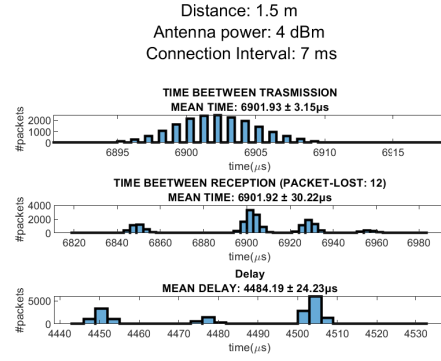 Distance: 1.5 m
Antenna power: 4 dBm
Connection Interval: 7 ms
TIME BEETWEEN TRASMISSION
MEAN TIME: 6901.93 ± 3.15μs
#packets
2000
1000
0
6895 6900 6905 6910 6915
time(μs)
TIME BEETWEEN RECEPTION (PACKET-LOST: 12)
MEAN TIME: 6901.92 ± 30.22μs
#packets
4000
2000
0
6820 6840 6860 6880 6900 6920 6940 6960 6980
time(μs)
Delay
MEAN DELAY: 4484.19 ± 24.23μs
#packets
5000
0
4440 4450 4460 4470 4480 4490 4500 4510 4520 4530
time(μs)